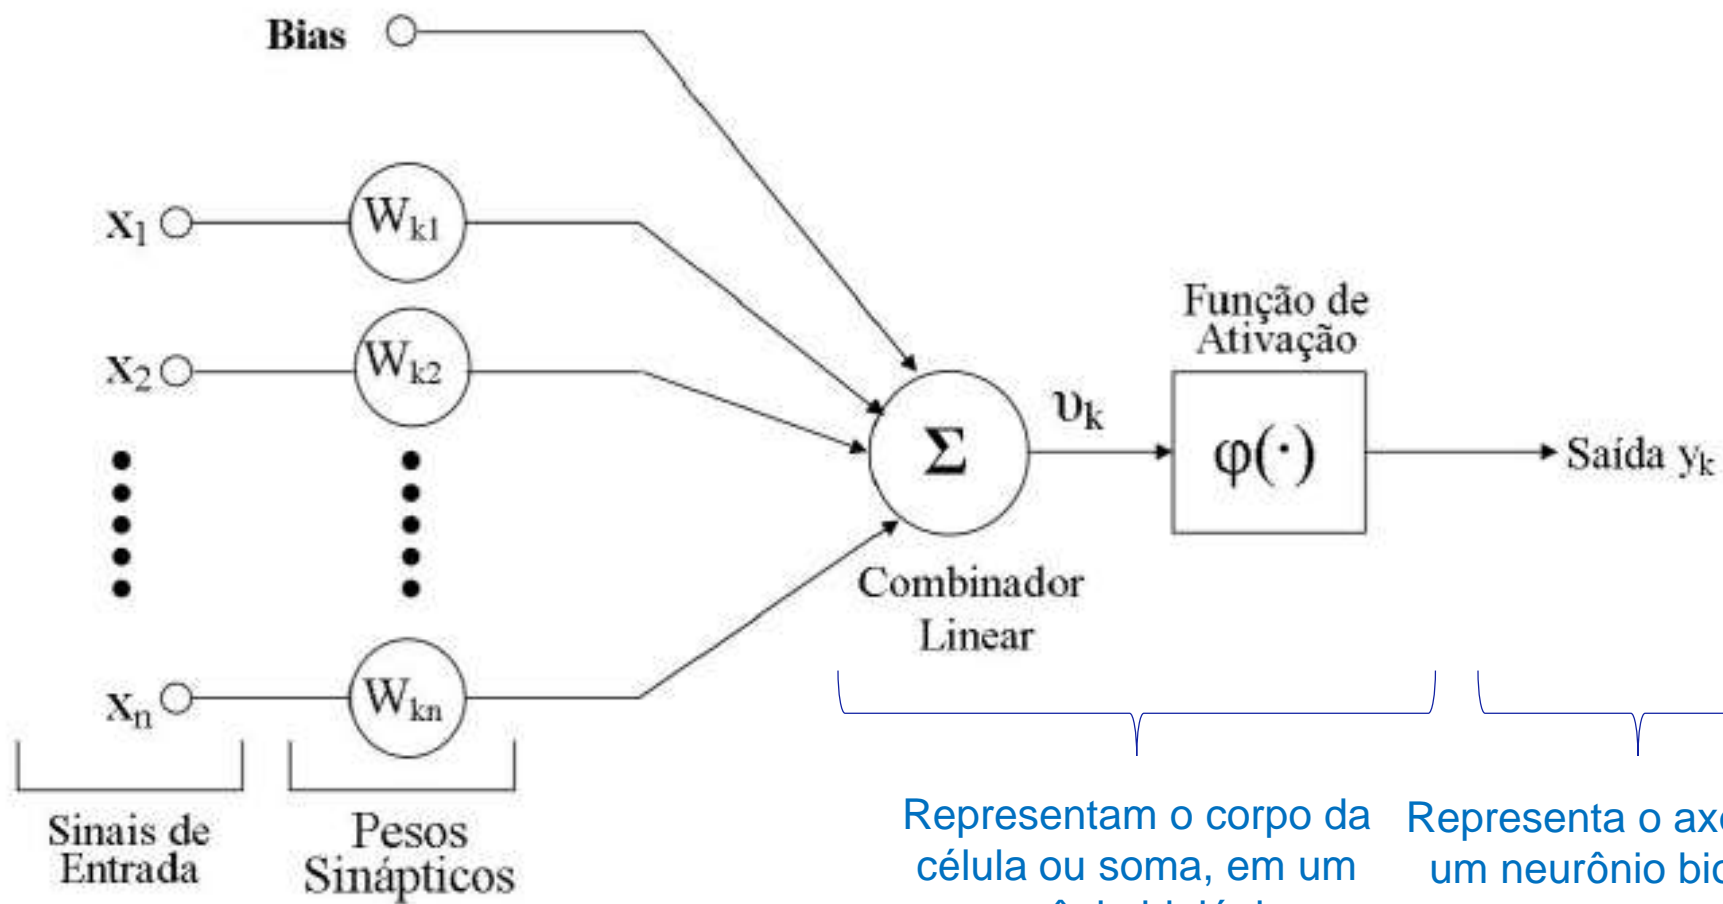 Bias
x1
Wk1
x2
Wk2
xn
Wkn
Sinais de
Entrada
Pesos
Sinápticos
Σ
Combinador
Linear
υk
Função de
Ativação
φ(·)
Saída yk
Representam o corpo da
célula ou soma, em um
Representa o
um neurônio